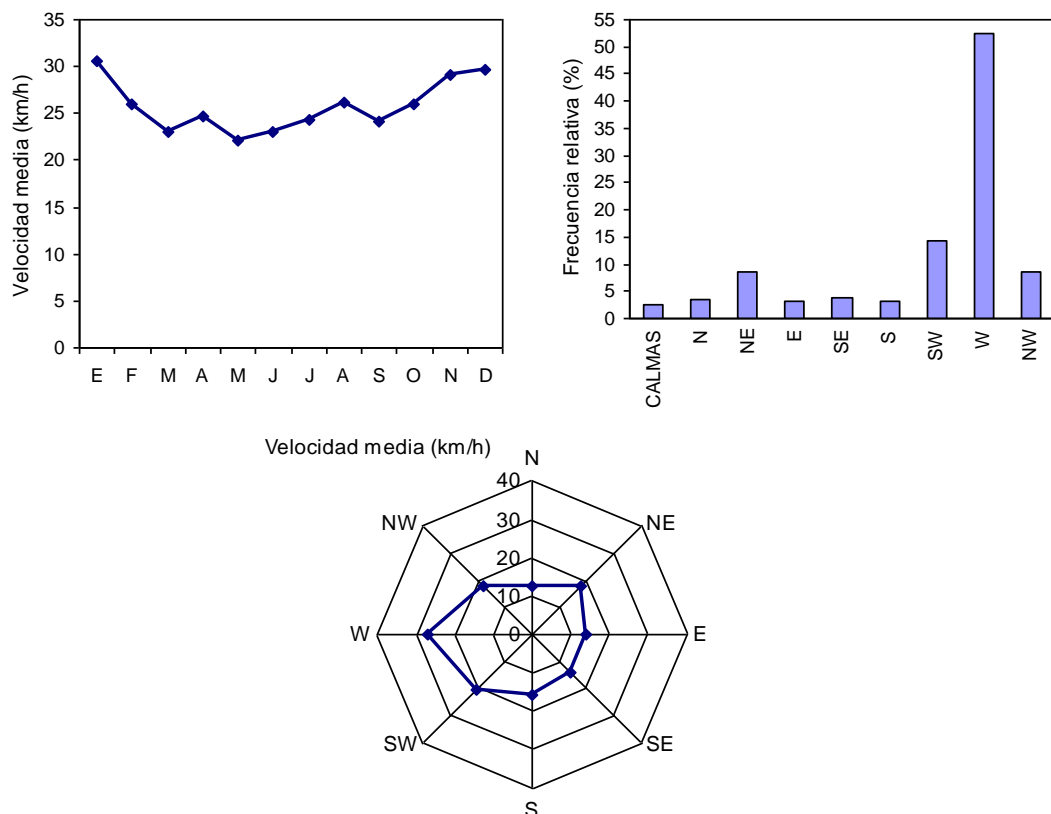 Velocidad media (km/h)
35
30
25
20
15
10
5
0
E F M A M J J A S O N D
Frecuencia relativa (%)
55
50
45
40
35
30
25
20
15
10
5
0
CALMAS
N
NE
E
SE
S
SW
W
NW
Velocidad media (km/h)
N
NE
E
SE
S
SW
W
NW
40
30
20
10
0